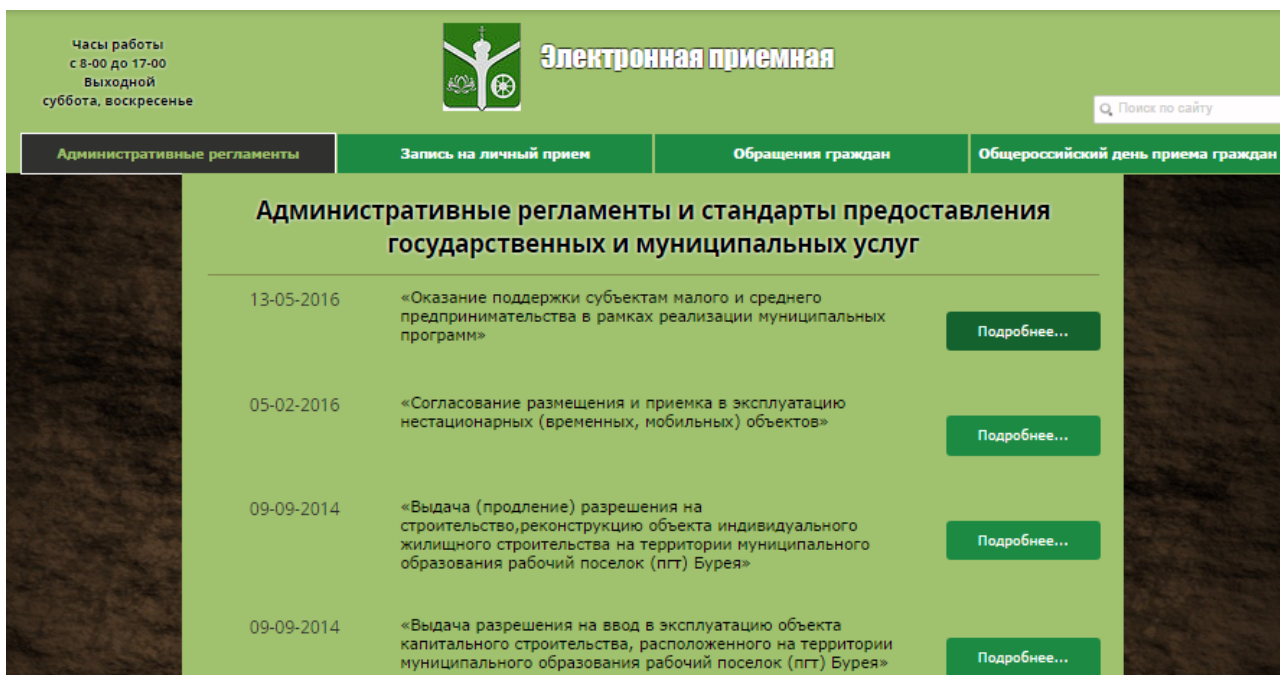 Часы работы
с 8-00 до 17-00
Выходной
суббота, воскресенье
Электронная приемная
Поиск по сайту
Административные регламенты
Запись на личный прием
Обращения граждан
Общероссийский день приема граждан
Административные регламенты и стандарты предоставления
государственных и муниципальных услуг
13-05-2016
«Оказание поддержки субъектам малого и среднего
предпринимательства в рамках реализации муниципальных
программ»
Подробнее...
05-02-2016
«Согласование размещения и приемка в эксплуатацию
нестационарных (временных, мобильных) объектов»
Подробнее...
09-09-2014
«Выдача (продление) разрешения на
строительство,реконструкцию объекта индивидуального
жилищного строительства на территории муниципального
образования рабочий поселок (пгт) Бурея»
Подробнее...
09-09-2014
«Выдача разрешения на ввод в эксплуатацию объекта
капитального строительства, расположенного на территории
муниципального образования рабочий поселок (пгт) Бурея»
Подробнее...